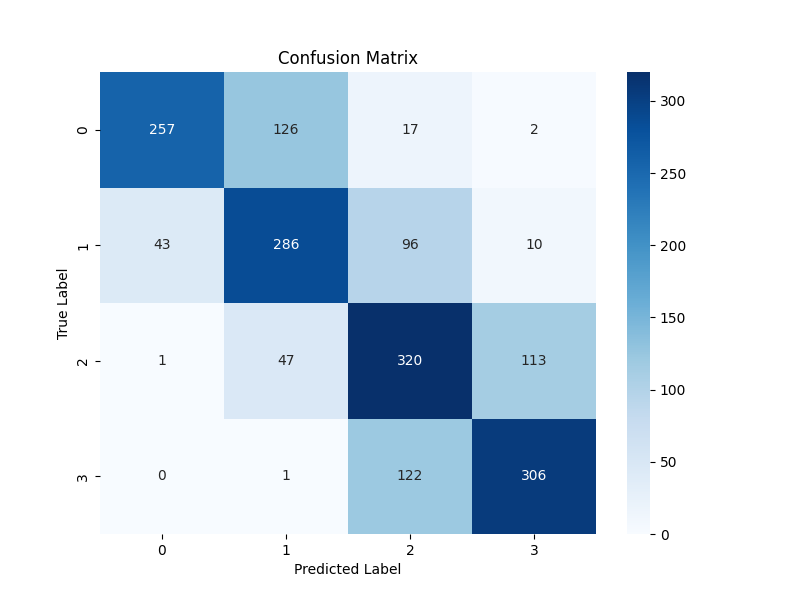 Confusion Matrix
True Label
0 257 126 17 2
1 43 286 96 10
2 1 47 320 113
3 0 1 122 306
0 1 2 3
Predicted Label
300
250
200
150
100
50
0